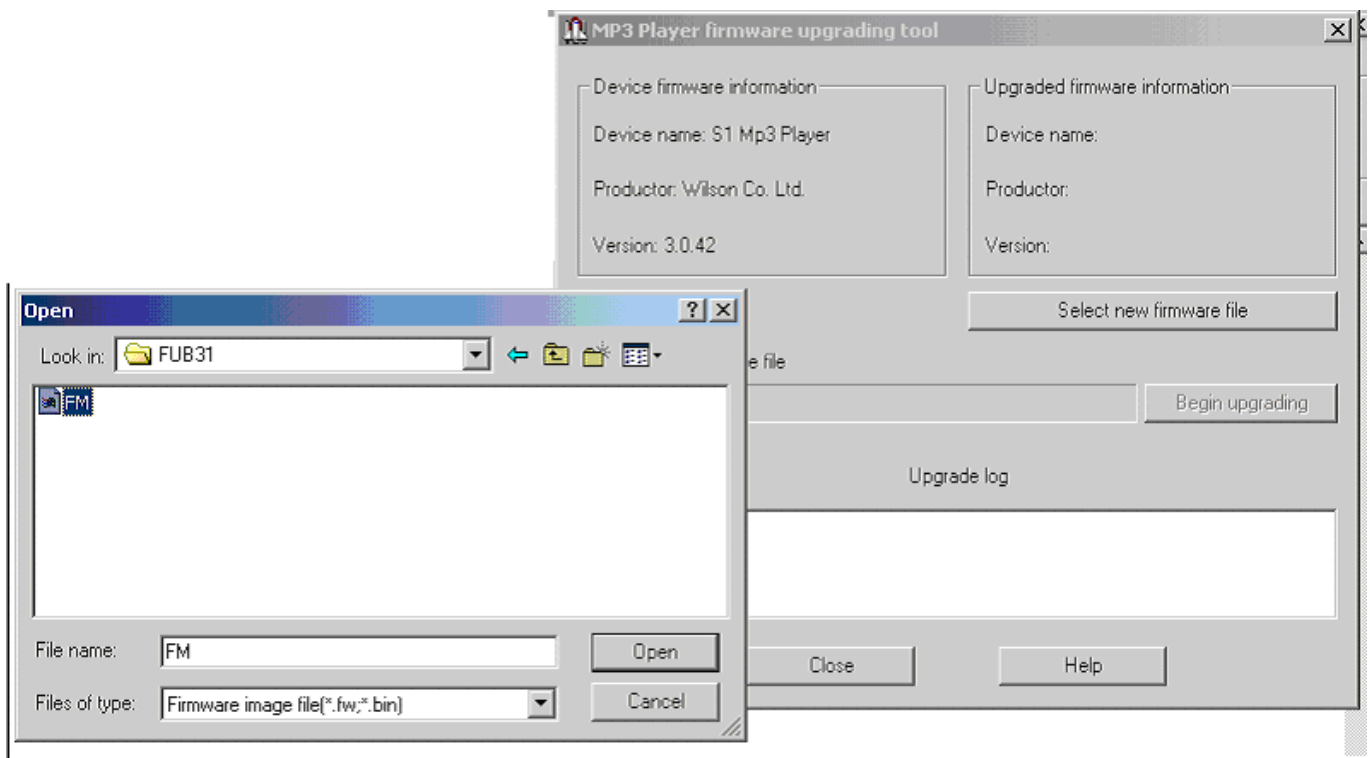 MP3 Player firmware upgrading tool
Device firmware information
Device name: S1 Mp3 Player
Productor: Wilson Co. Ltd.
Version: 3.0.42
Upgraded firmware information
Device name:
Productor:
Version:
Select new firmware file
e file
Begin upgrading
Upgrade log
Close
Help
Open
Look in: FUB31
FM
File name: FM
Open
Files of type: Firmware image file(*.fw;*.bin)
Cancel